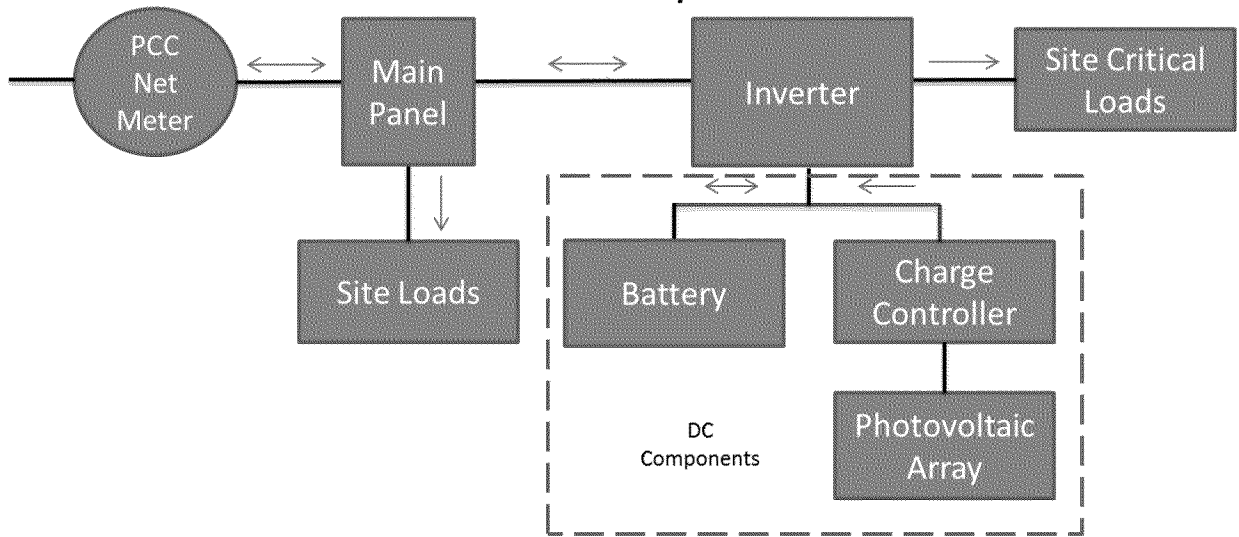 PCC
Net
Meter
Main
Panel
Inverter
Site Critical
Loads
Site Loads
Battery
Charge
Controller
DC
Components
Photovoltaic
Array